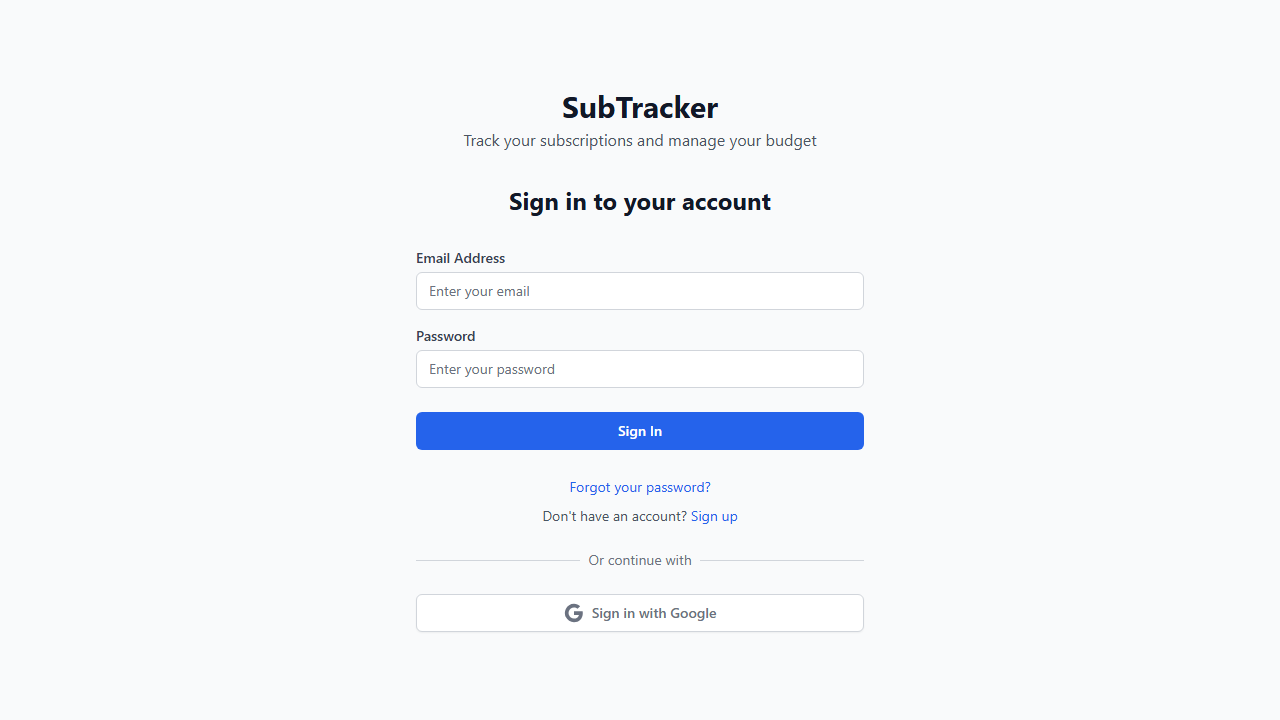 SubTracker
Track your subscriptions and manage your budget
Sign in to your account
Email Address
Enter your email
Password
Enter your password
Sign In
Forgot your password?
Don't have an account? Sign up
Or continue with
Sign in with Google